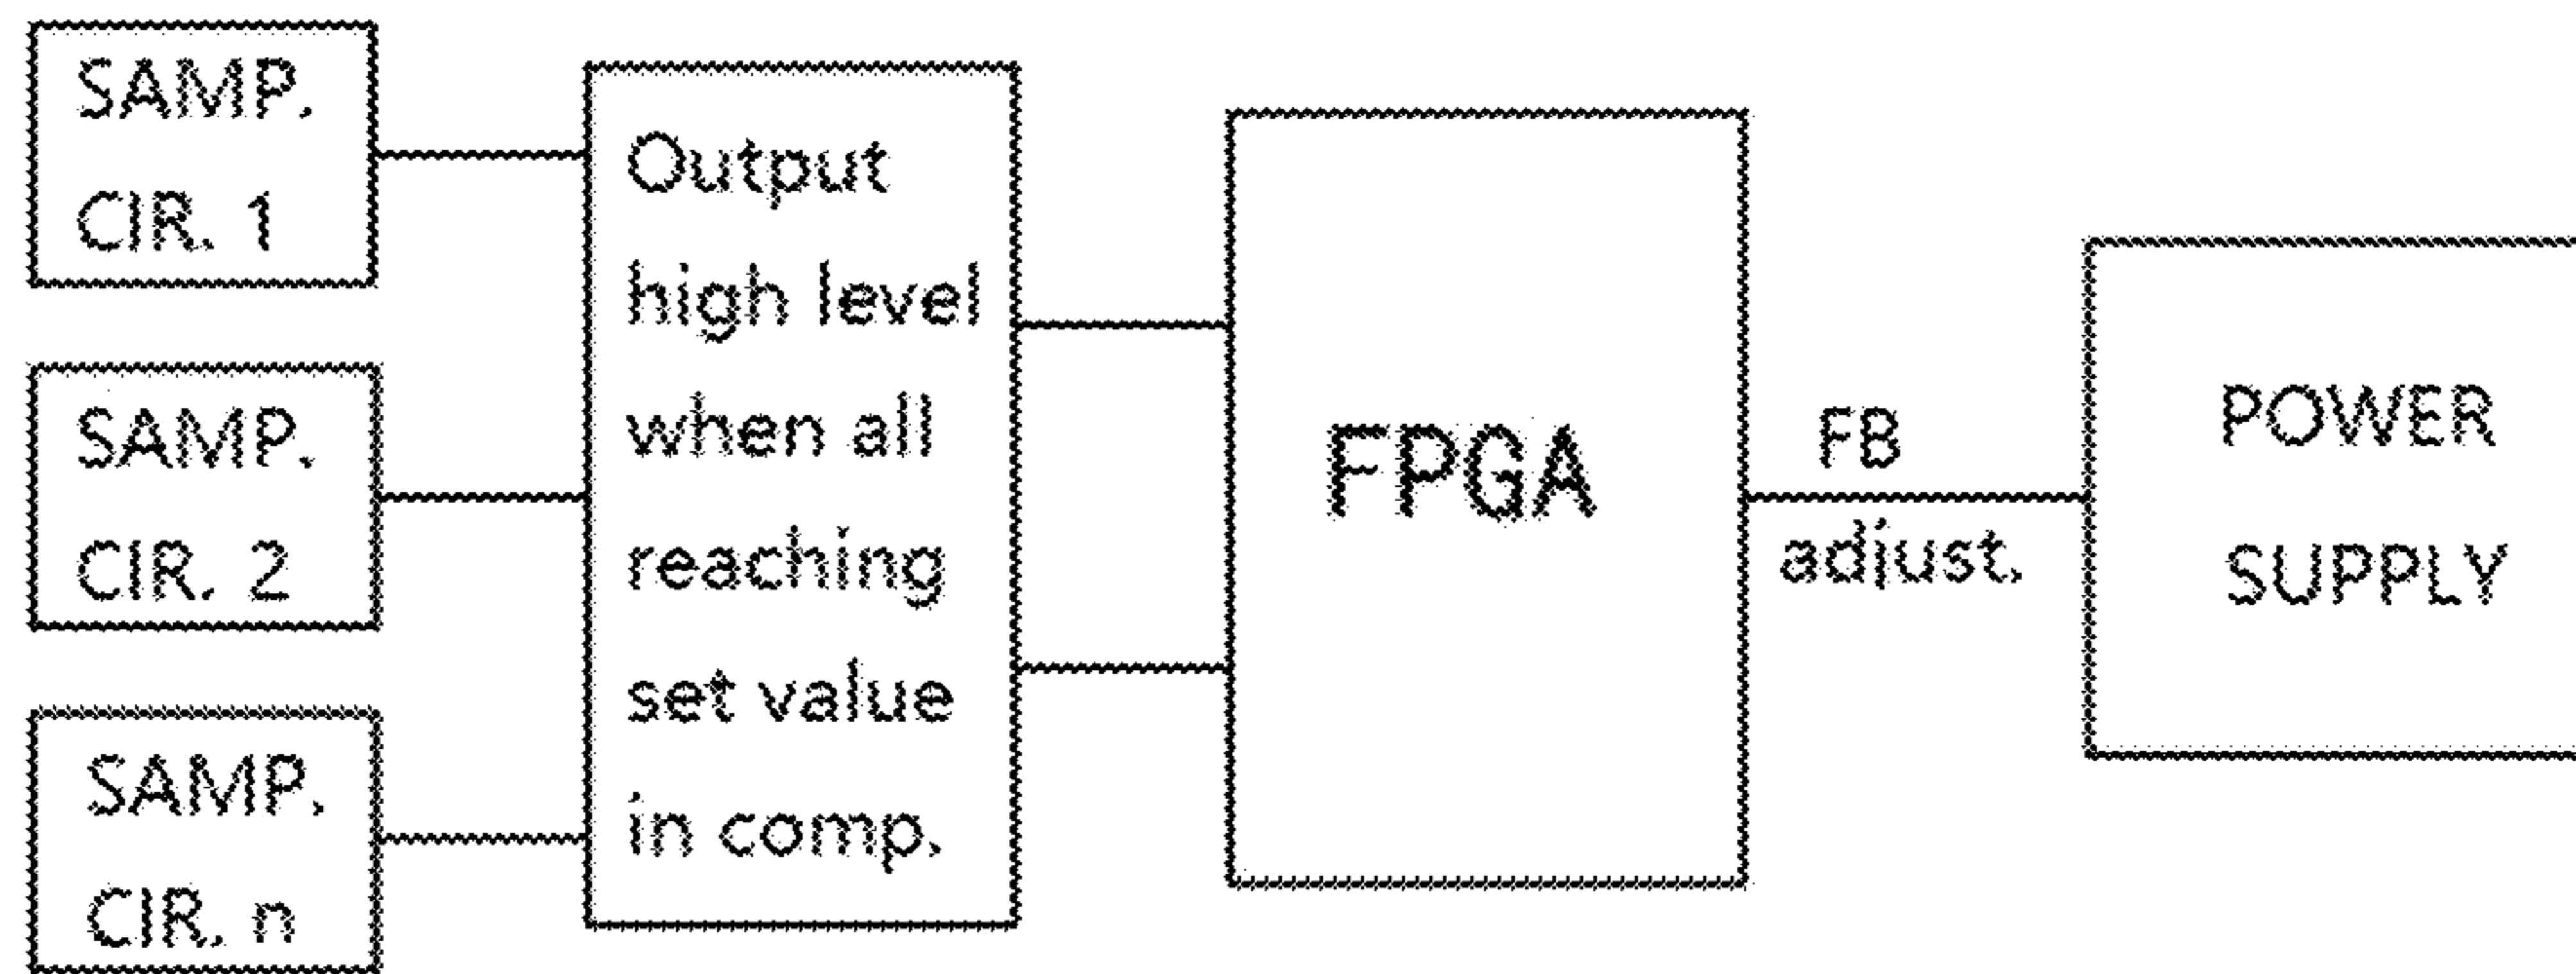 SAMP.
CIR. 1
SAMP.
CIR. 2
SAMP.
CIR. n
Output
high level
when all
reaching
set value
in comp.
FPGA
FB
adjust.
POWER
SUPPLY